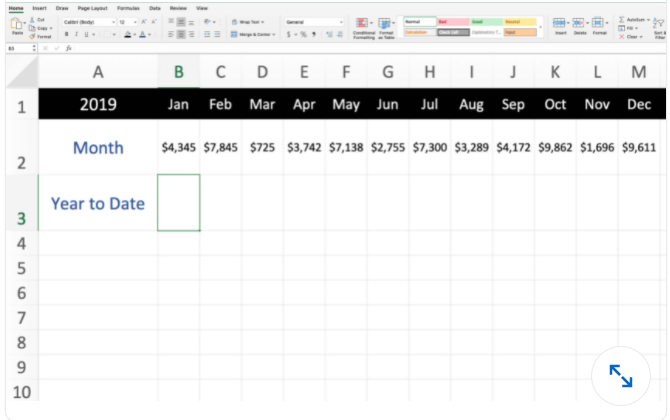 Home Insert Draw Page Layout Formulas Data Review View
Cut Calibri (Body) 12 Wrap Text General Normal Bad Good Neutral AutoSum
Copy Fill
Paste Format B I U Merge & Center $ % Conditional Formatting Format as Table Calculation Check Cell Explanatory T... Input Insert Delete Format Clear Sort & Filter
fx
A B C D E F G H I J K L M
1 2019 Jan Feb Mar Apr May Jun Jul Aug Sep Oct Nov Dec
2 Month $4,345 $7,845 $725 $3,742 $7,138 $2,755 $7,300 $3,289 $4,172 $9,862 $1,696 $9,611
3 Year to Date
4
5
6
7
8
9
10